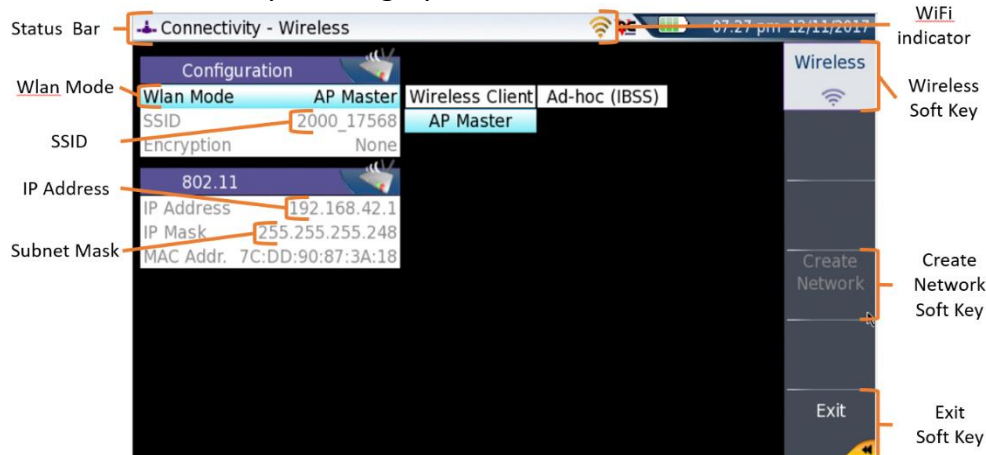 Status Bar
Connectivity - Wireless
07:27 pm 12/11/2017
WiFi
indicator
Configuration
Wlan Mode
Wlan Mode AP Master
Wireless Client
Ad-hoc (IBSS)
Wireless
Wireless
Soft Key
SSID
SSID 2000_17568
AP Master
Encryption None
IP Address
802.11
IP Address 192.168.42.1
Subnet Mask
IP Mask 255.255.255.248
MAC Addr. 7C:DD:90:87:3A:18
Create
Network
Create
Network
Soft Key
Exit
Exit
Soft Key